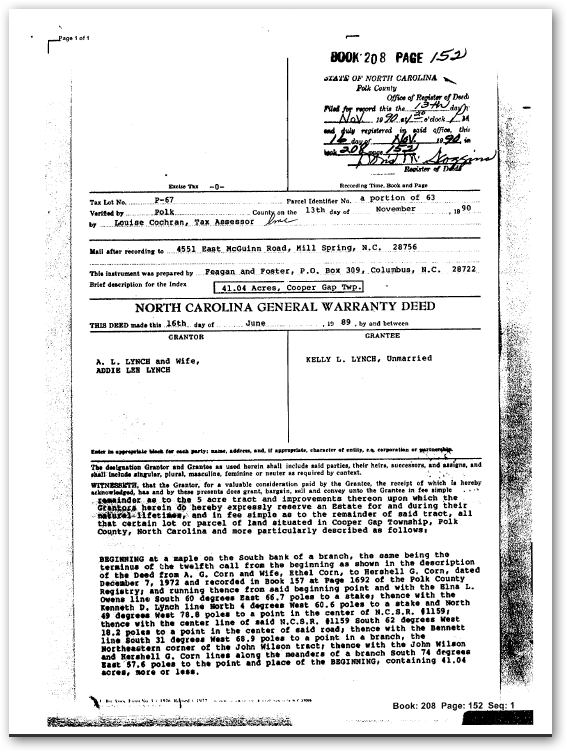 Page 1 of 1
BOOK 208 PAGE 152
STATE OF NORTH CAROLINA
Polk County
Office of Register of Deeds
Filed for record this the 13th day
Nov 1990 at o'clock P M
and duly registered in said office, this
16 day of Nov. 1990, in
book 208 page 152
Register of Deeds
Excise Tax -0-
Recording Time, Book and Page
Tax Lot No. P-67 Parcel Identifier No. a portion of 63
Verified by Polk County on the 13th day of November , 1990
by Louise Cochran, Tax Assessor
Mail after recording to 4551 East McGuinn Road, Mill Spring, N.C. 28756
This instrument was prepared by Feagan and Foster, P.O. Box 309, Columbus, N.C. 28722
Brief description for the Index 41.04 Acres, Cooper Gap Twp.
NORTH CAROLINA GENERAL WARRANTY DEED
THIS DEED made this 16th day of June , 19 89, by and between
GRANTOR GRANTEE
A. L. LYNCH and Wife,
ADDIE LEE LYNCH
KELLY L. LYNCH, Unmarried
Enter in appropriate block for each party: name, address, and, if appropriate, character of entity, e.g. corporation or partnership.
The designation Grantor and Grantee as used herein shall include said parties, their heirs, successors, and assigns, and
shall include singular, plural, masculine, feminine or neuter as required by context.
WITNESSETH, that the Grantor, for a valuable consideration paid by the Grantee, the receipt of which is hereby
acknowledged, has and by these presents does grant, bargain, sell and convey unto the Grantee in fee simple
remainder as to the 5 acre tract and improvements thereon upon which the
Grantors herein do hereby expressly reserve an Estate for and during their
natural lifetimes, and in fee simple as to the remainder of said tract, all
that certain lot or parcel of land situated in Cooper Gap Township, Polk
County, North Carolina and more particularly described as follows:
BEGINNING at a maple on the South bank of a branch, the same being the
terminus of the twelfth call from the beginning as shown in the description
of the Deed from A. G. Corn and Wife, Ethel Corn, to Hershell G. Corn, dated
December 7, 1972 and recorded in Book 157 at Page 1692 of the Polk County
Registry; and running thence from said beginning point and with the Elna L.
Owens line South 60 degrees East 66.7 poles to a stake; thence with the
Kenneth D. Lynch line North 4 degrees West 60.6 poles to a stake and North
49 degrees West 78.8 poles to a point in the center of N.C.S.R. #1159;
thence with the center line of said N.C.S.R. #1159 South 62 degrees West
18.2 poles to a point in the center of said road; thence with the Bennett
line South 31 degrees West 68.9 poles to a point in a branch, the
Northeastern corner of the John Wilson tract; thence with the John Wilson
and Hershell G. Corn lines along the meanders of a branch South 74 degrees
East 57.6 poles to the point and place of the BEGINNING, containing 41.04
acres, more or less.
Book: 208 Page: 152 Seq: 1